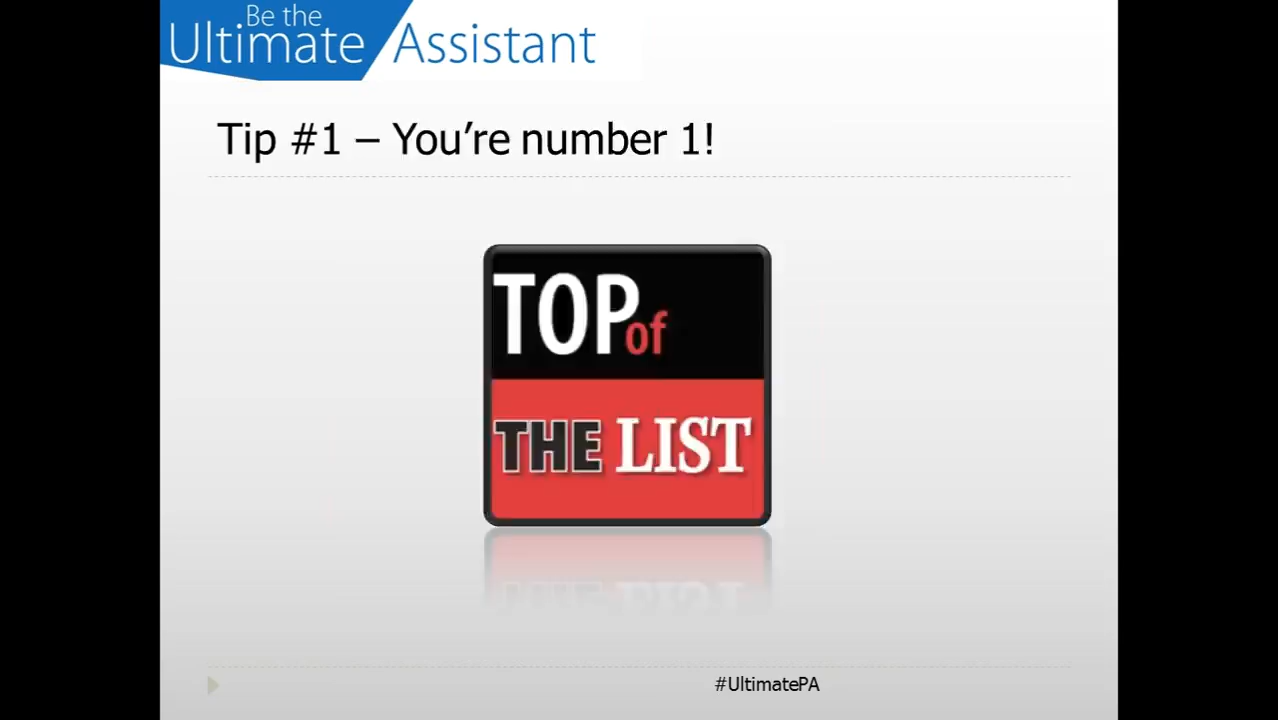 Be the
Ultimate Assistant
Tip #1 – You’re number 1!
TOP of
THE LIST
#UltimatePA